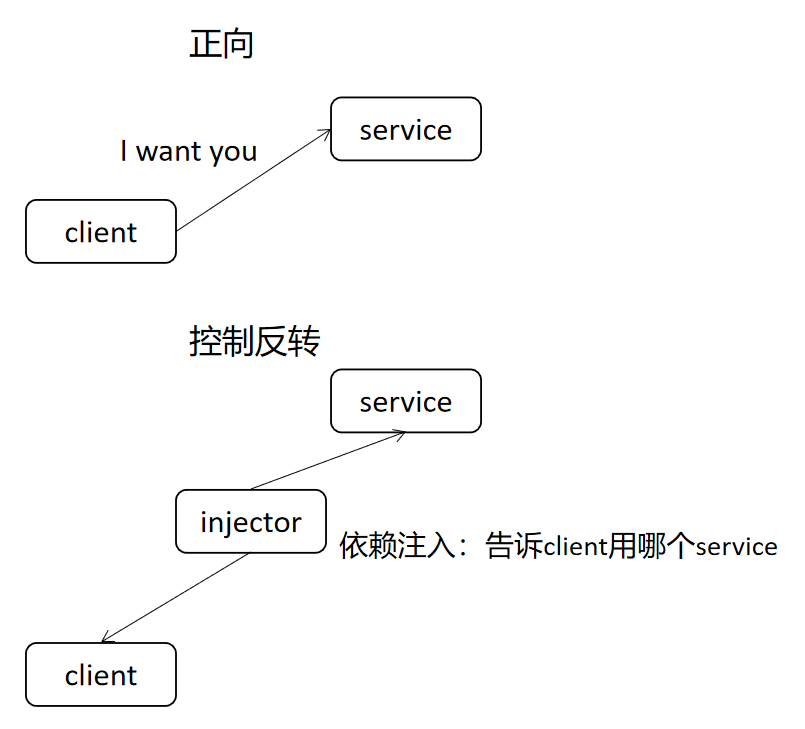 正向
service
I want you
client
控制反转
service
injector
依赖注入：告诉client用哪个service
client